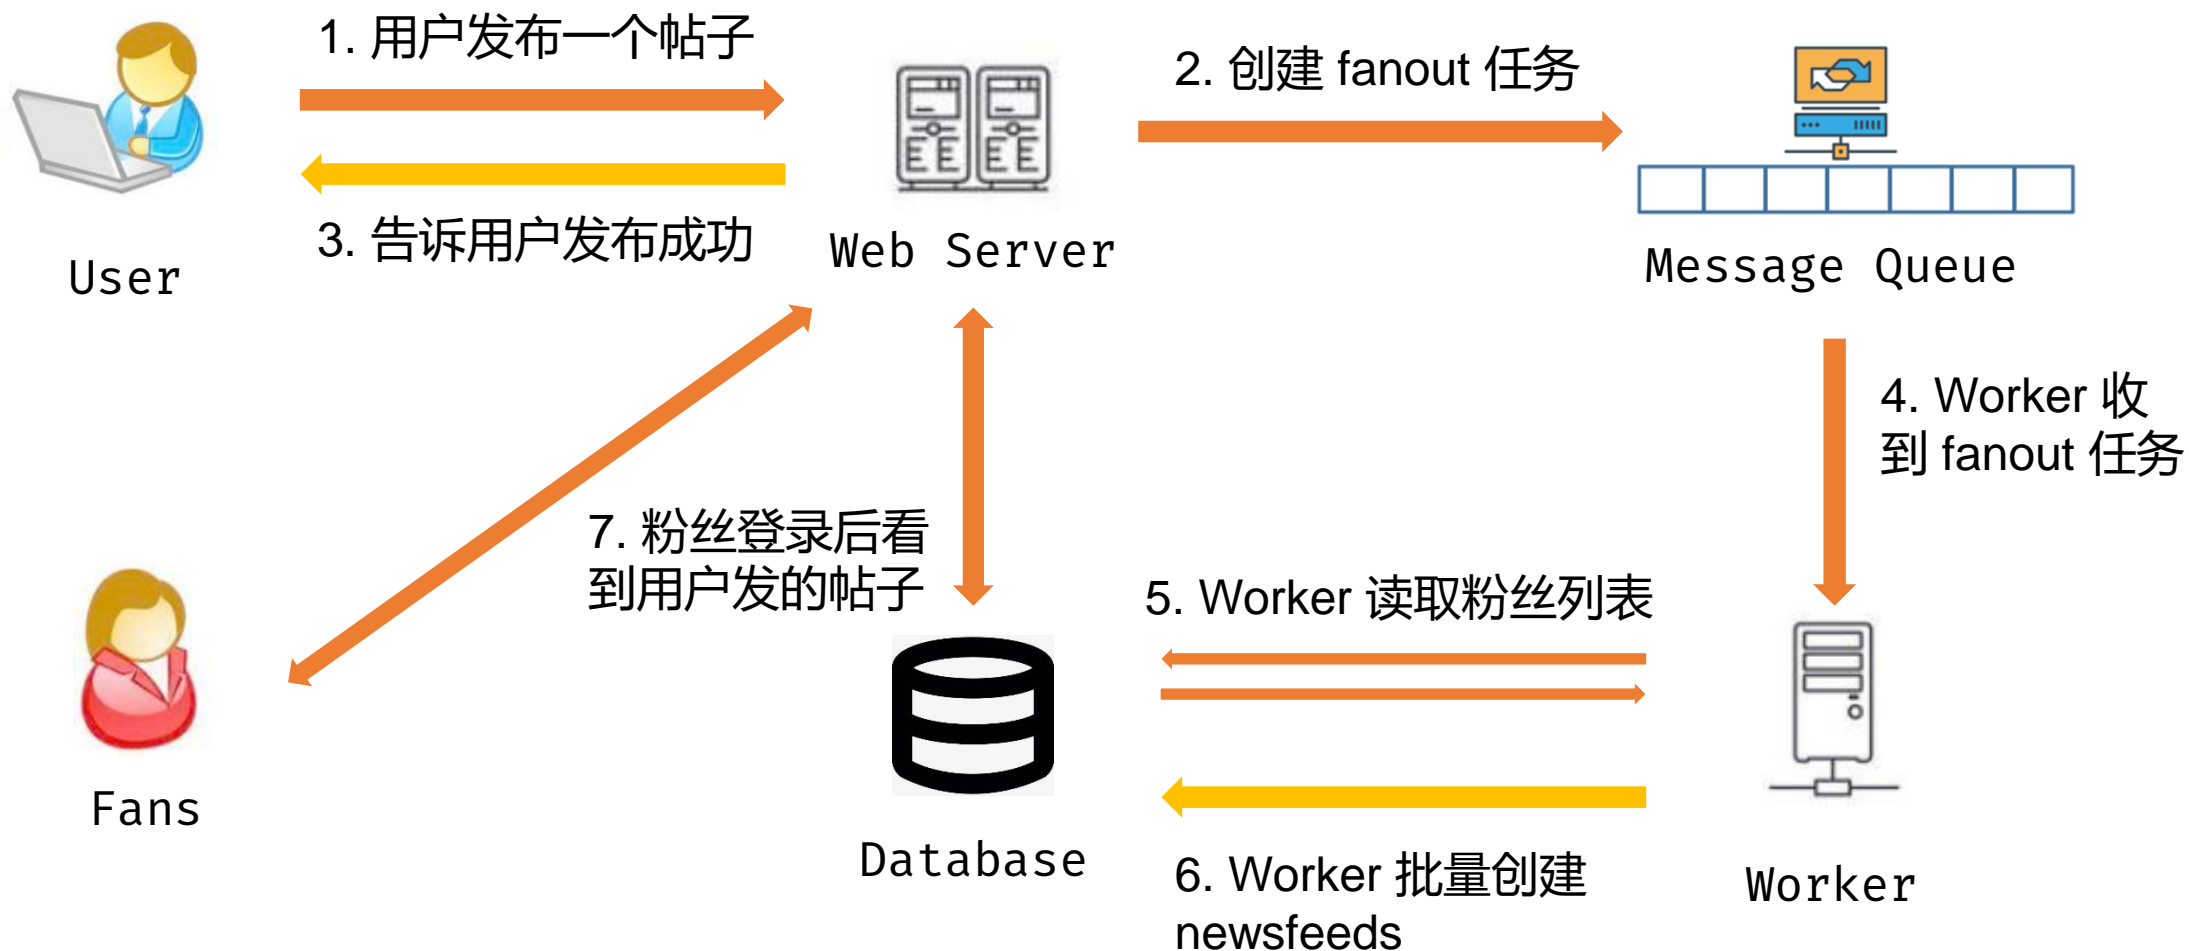 1. 用户发布一个帖子
2. 创建 fanout 任务
3. 告诉用户发布成功
User
Web Server
Message Queue
4. Worker 收
到 fanout 任务
7. 粉丝登录后看
到用户发的帖子
5. Worker 读取粉丝列表
Fans
Database
6. Worker 批量创建
newsfeeds
Worker